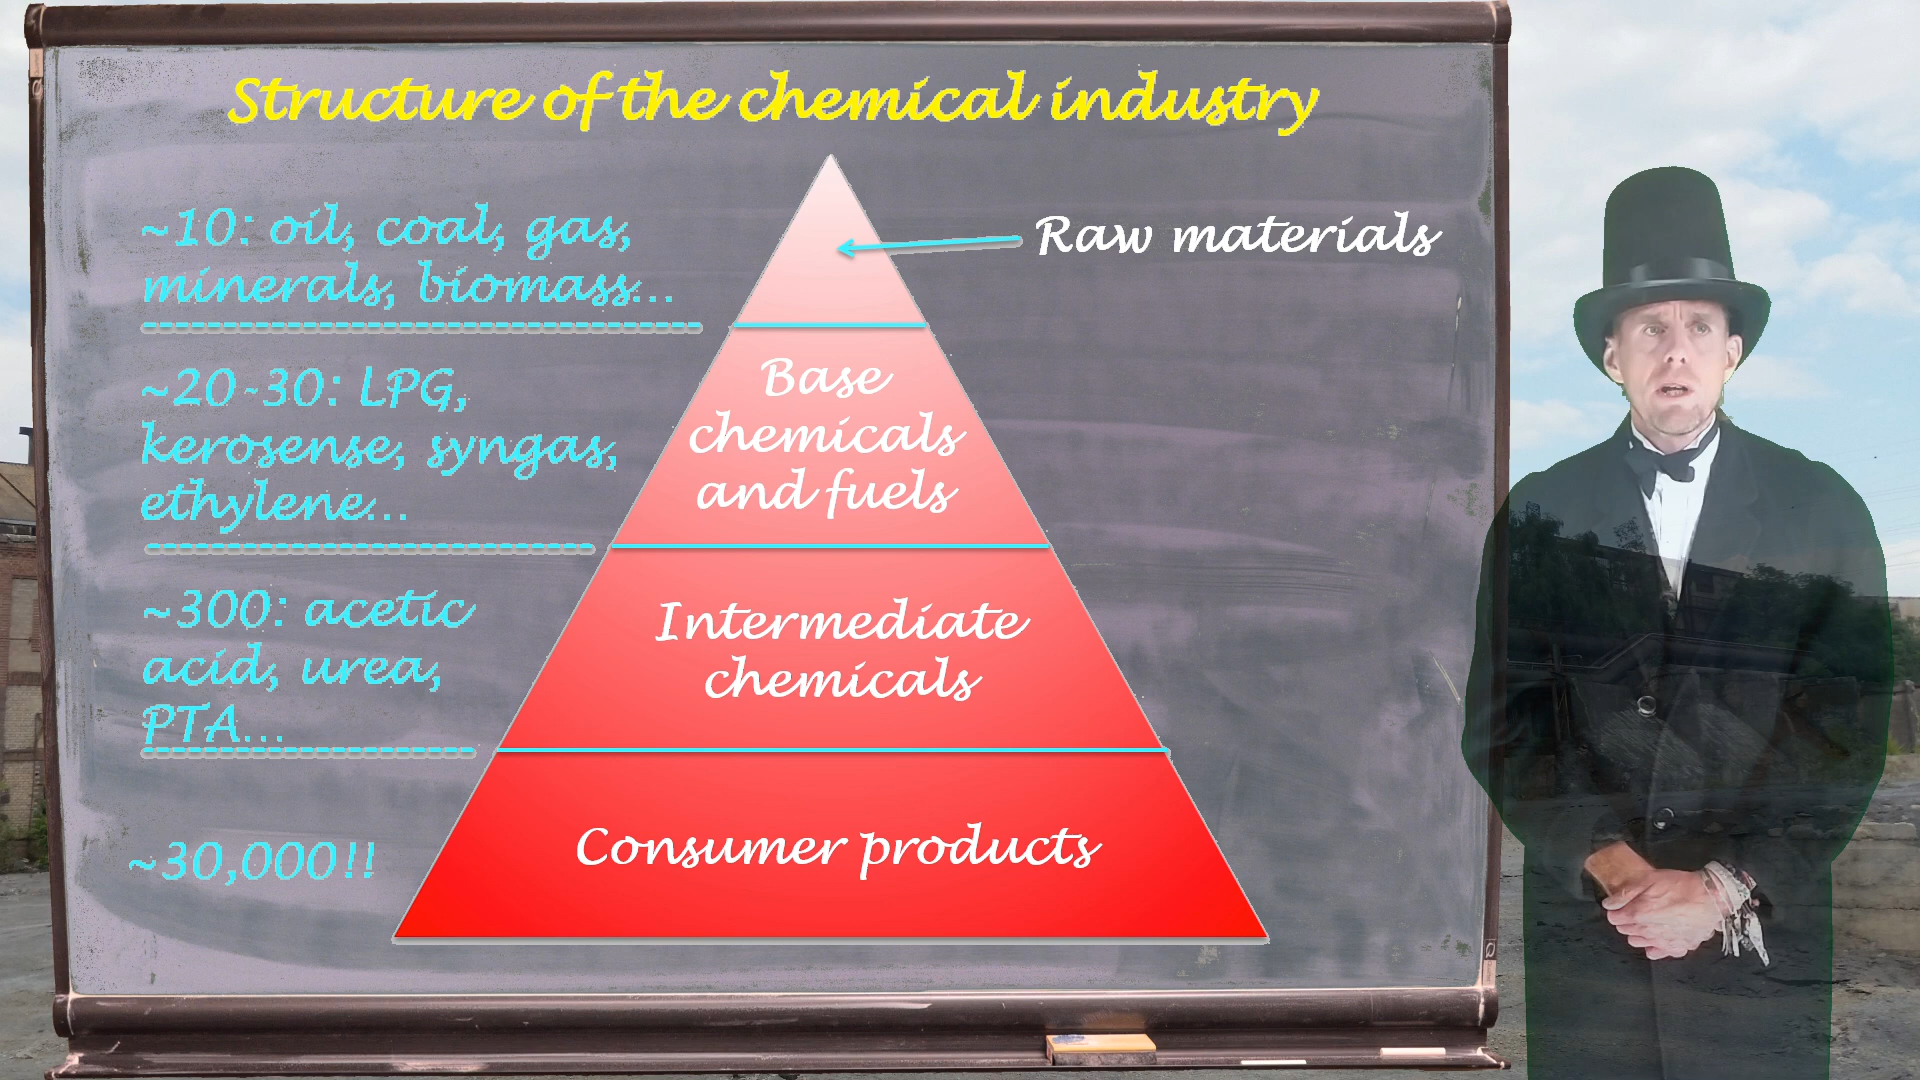 Structure of the chemical industry
~10: oil, coal, gas,
minerals, biomass...
Raw materials
~20-30: LPG,
kerosense, syngas,
ethylene...
Base
chemicals
and fuels
~300: acetic
acid, urea,
PTA...
Intermediate
chemicals
~30,000!!
Consumer products